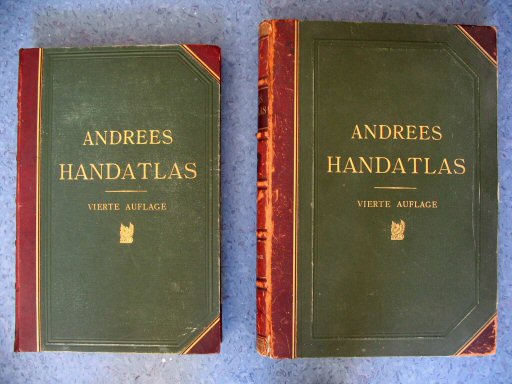 ANDREES
HANDATLAS
VIERTE AUFLAGE
ANDREES
HANDATLAS
VIERTE AUFLAGE